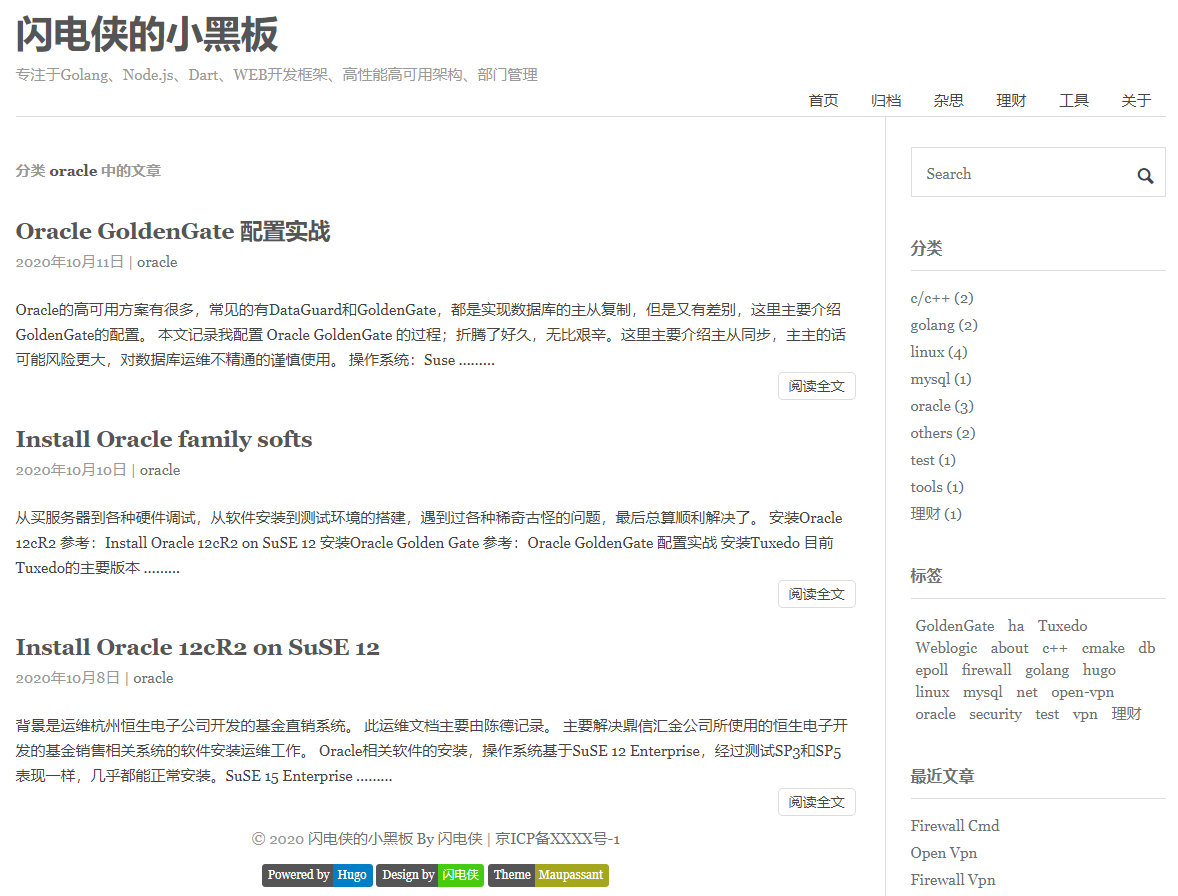 闪电侠的小黑板
专注于Golang、Node.js、Dart、WEB开发框架、高性能高可用架构、部门管理
首页 归档 杂思 理财 工具 关于
分类 oracle 中的文章
Oracle GoldenGate 配置实战
2020年10月11日 | oracle
Oracle的高可用方案有很多，常见的有DataGuard和GoldenGate，都是实现数据库的主从复制，但是又有差别，这里主要介绍
GoldenGate的配置。 本文记录我配置 Oracle GoldenGate 的过程；折腾了好久，无比艰辛。这里主要介绍主从同步，主主的话
可能风险更大，对数据库运维不精通的谨慎使用。 操作系统：Suse .........
阅读全文
Install Oracle family softs
2020年10月10日 | oracle
从买服务器到各种硬件调试，从软件安装到测试环境的搭建，遇到过各种稀奇古怪的问题，最后总算顺利解决了。 安装Oracle
12cR2 参考：Install Oracle 12cR2 on SuSE 12 安装Oracle Golden Gate 参考：Oracle GoldenGate 配置实战 安装Tuxedo 目前
Tuxedo的主要版本 .........
阅读全文
Install Oracle 12cR2 on SuSE 12
2020年10月8日 | oracle
背景是运维杭州恒生电子公司开发的基金直销系统。 此运维文档主要由陈德记录。 主要解决鼎信汇金公司所使用的恒生电子开
发的基金销售相关系统的软件安装运维工作。 Oracle相关软件的安装，操作系统基于SuSE 12 Enterprise，经过测试SP3和SP5
表现一样，几乎都能正常安装。SuSE 15 Enterprise .........
阅读全文
Search
分类
c/c++ (2)
golang (2)
linux (4)
mysql (1)
oracle (3)
others (2)
test (1)
tools (1)
理财 (1)
标签
GoldenGate ha Tuxedo
Weblogic about c++ cmake db
epoll firewall golang hugo
linux mysql net open-vpn
oracle security test vpn 理财
最近文章
Firewall Cmd
Open Vpn
Firewall Vpn
© 2020 闪电侠的小黑板 By 闪电侠 | 京ICP备XXXX号-1
Powered by Hugo Design by 闪电侠 Theme Maupassant